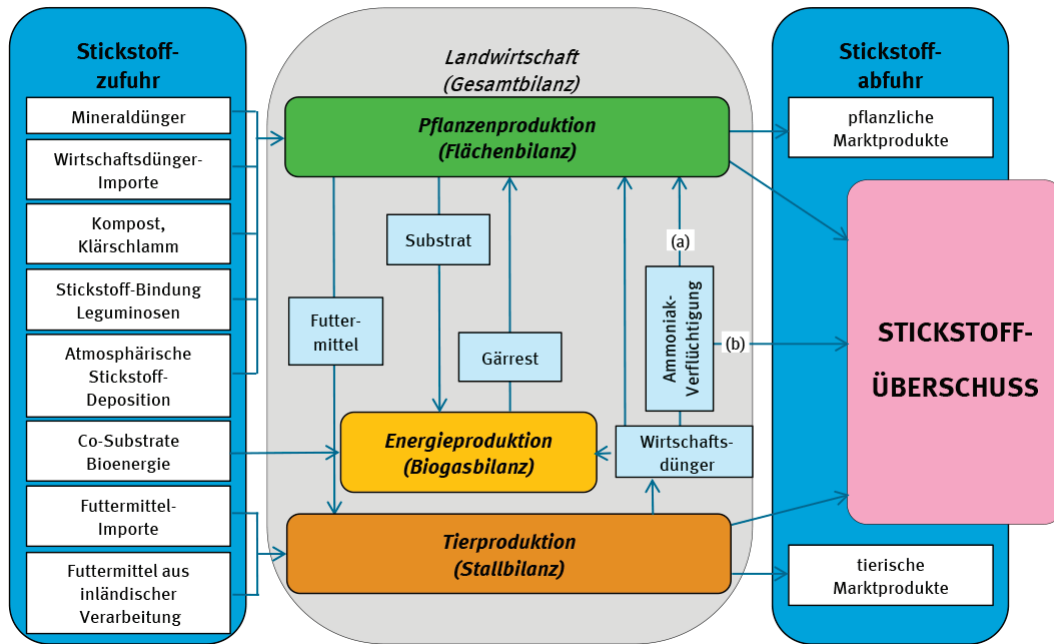 Stickstoff-
zufuhr
Mineraldünger
Wirtschaftsdünger-
Importe
Kompost,
Klärschlamm
Stickstoff-Bindung
Leguminosen
Atmosphärische
Stickstoff-
Deposition
Co-Substrate
Bioenergie
Futtermittel-
Importe
Futtermittel aus
inländischer
Verarbeitung
Landwirtschaft
(Gesamtbilanz)
Pflanzenproduktion
(Flächenbilanz)
Substrat
Futter-
mittel
Gärrest
(a)
Ammoniak-
Verflüchtigung
(b)
Energieproduktion
(Biogasbilanz)
Wirtschafts-
dünger
Tierproduktion
(Stallbilanz)
Stickstoff-
abfuhr
pflanzliche
Marktprodukte
STICKSTOFF-
ÜBERSCHUSS
tierische
Marktprodukte